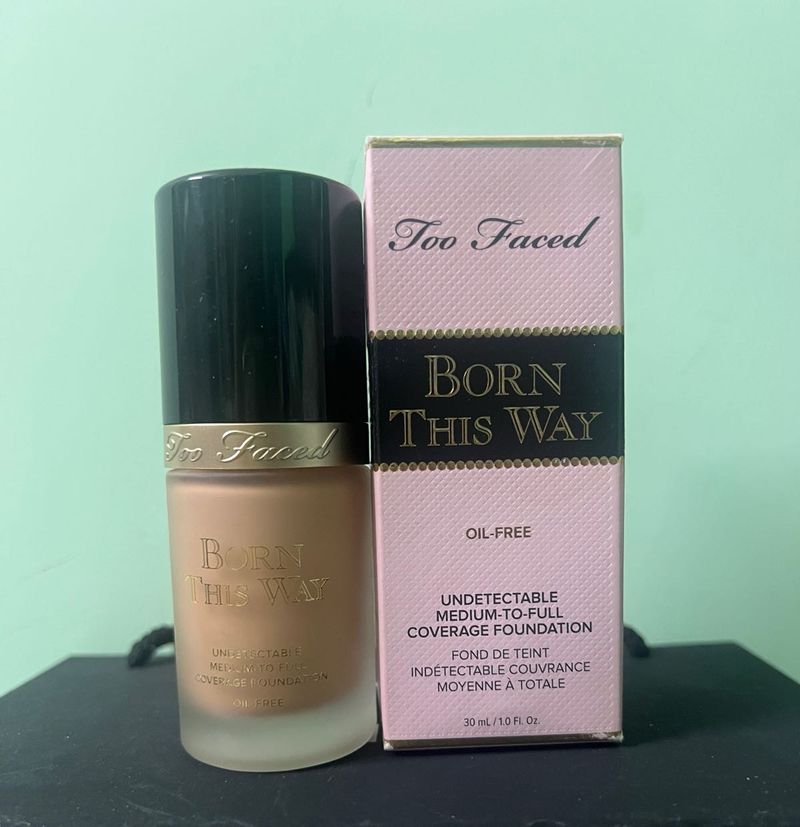 Too Faced
BORN
THIS WAY
UNDETECTABLE
MEDIUM-TO-FULL
COVERAGE FOUNDATION
OIL-FREE
Too Faced
BORN
THIS WAY
OIL-FREE
UNDETECTABLE
MEDIUM-TO-FULL
COVERAGE FOUNDATION
FOND DE TEINT
INDÉTECTABLE COUVRANCE
MOYENNE À TOTALE
30 mL / 1.0 Fl. Oz.